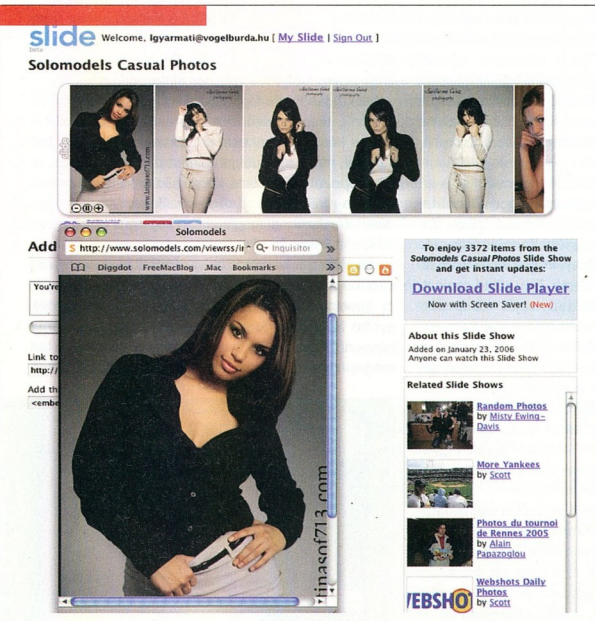 slide
beta
Welcome, lgyarmati@vogelburda.hu [ My Slide | Sign Out ]
Solomodels Casual Photos
slide
www.tinasof713.com
Guillermo Gaez
photography
Solomodels
S http://www.solomodels.com/viewrss/ir
Inquisitor
Diggdot FreeMacBlog .Mac Bookmarks
tinasof713.com
Add
You're
Link to
http://
Add th
<embe
To enjoy 3372 items from the
Solomodels Casual Photos Slide Show
and get instant updates:
Download Slide Player
Now with Screen Saver! (New)
About this Slide Show
Added on January 23, 2006
Anyone can watch this Slide Show
Related Slide Shows
Random Photos
by Misty Ewing-
Davis
More Yankees
by Scott
Photos du tournoi
de Rennes 2005
by Alain
Papazoglou
Webshots Daily
Photos
by Scott
WEBSHO